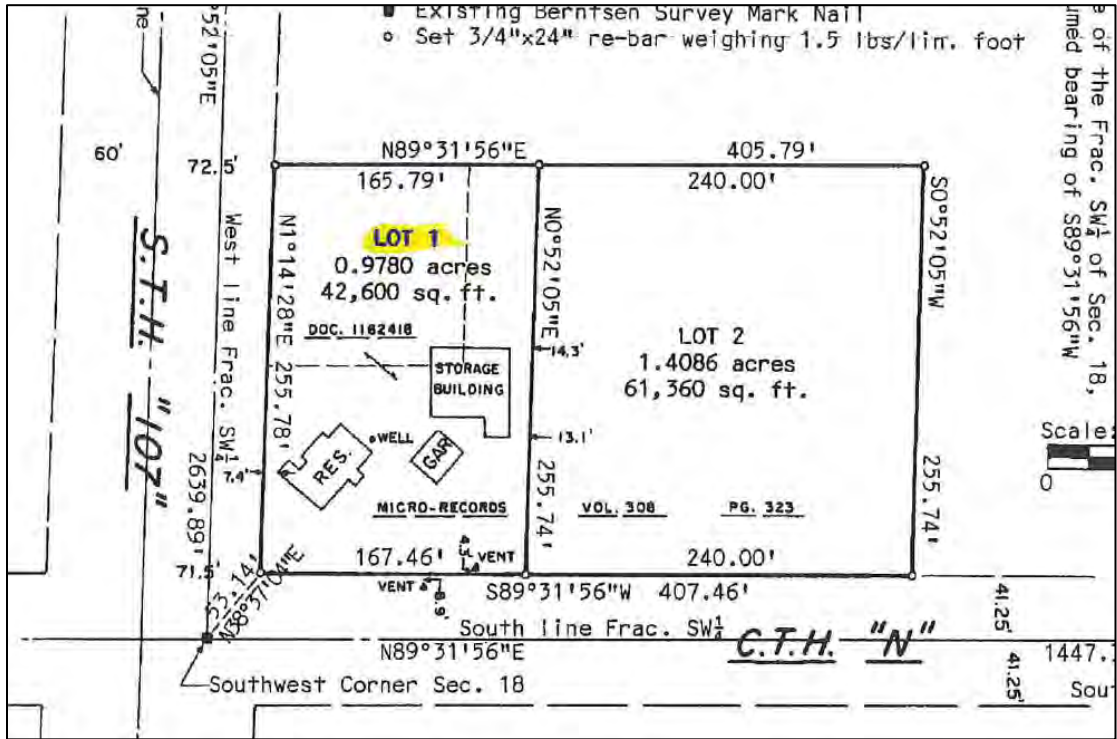 ■ Existing Berntsen Survey Mark Nail
o Set 3/4"x24" re-bar weighing 1.5 lbs/lin. foot
of the Frac. SW¼ of Sec. 18,
bearing of S89°31'56"W
52'05"E
60'
72.5'
N89°31'56"E
405.79'
165.79'
240.00'
S.T.H. "107"
West line Frac. SW¼
2639.89'
N1°14'28"E 255.78'
LOT 1
0.9780 acres
42,600 sq. ft.
DOC. 1162418
N0°52'05"E
255.74'
S0°52'05"W
255.74'
STORAGE
BUILDING
14.3'
13.1'
LOT 2
1.4086 acres
61,360 sq. ft.
WELL
RES.
GAR
7.4'
Scale:
0
MICRO-RECORDS
VOL. 308
PG. 323
167.46'
VENT
240.00'
71.5'
VENT
8.9'
S89°31'56"W 407.46'
53.14'
N38°37'04"E
41.25'
South line Frac. SW¼
C.T.H. "N"
N89°31'56"E
41.25'
1447.
Southwest Corner Sec. 18
Sou